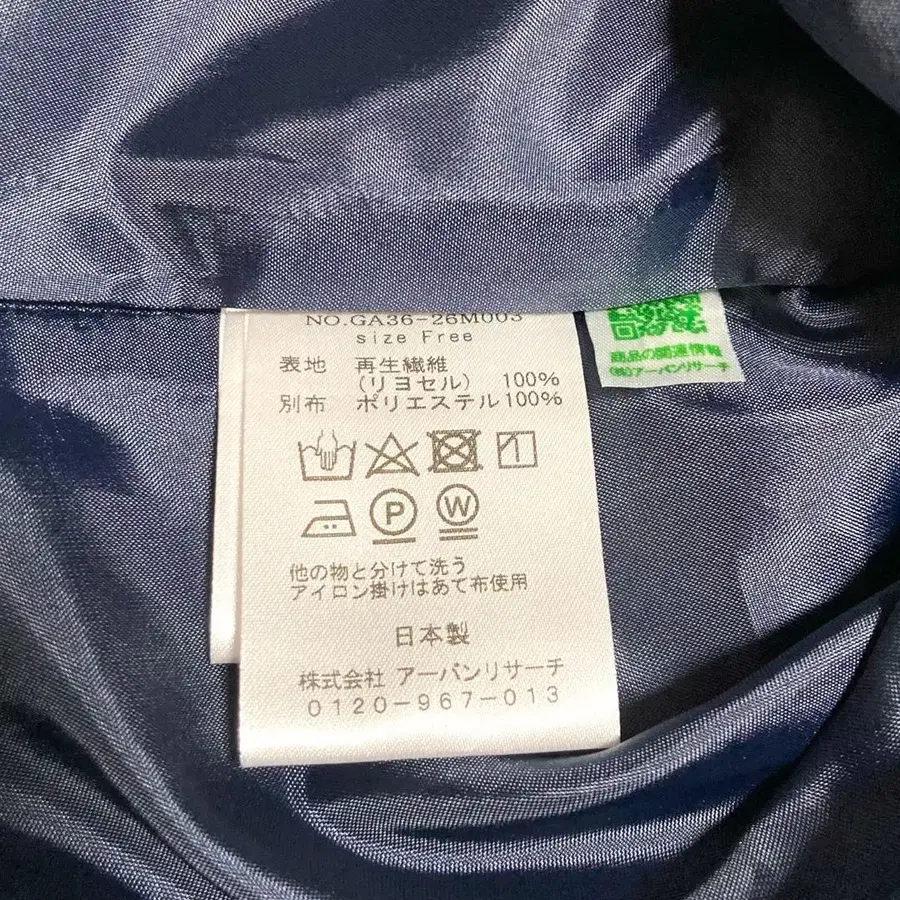 NO.GA36-26M003
size Free
表地 再生繊維
(リヨセル) 100%
別布 ポリエステル100%
P
W
他の物と分けて洗う
アイロン掛けはあて布使用
日本製
株式会社 アーバンリサーチ
0120-967-013
商品の関連情報
(株)アーバンリサーチ